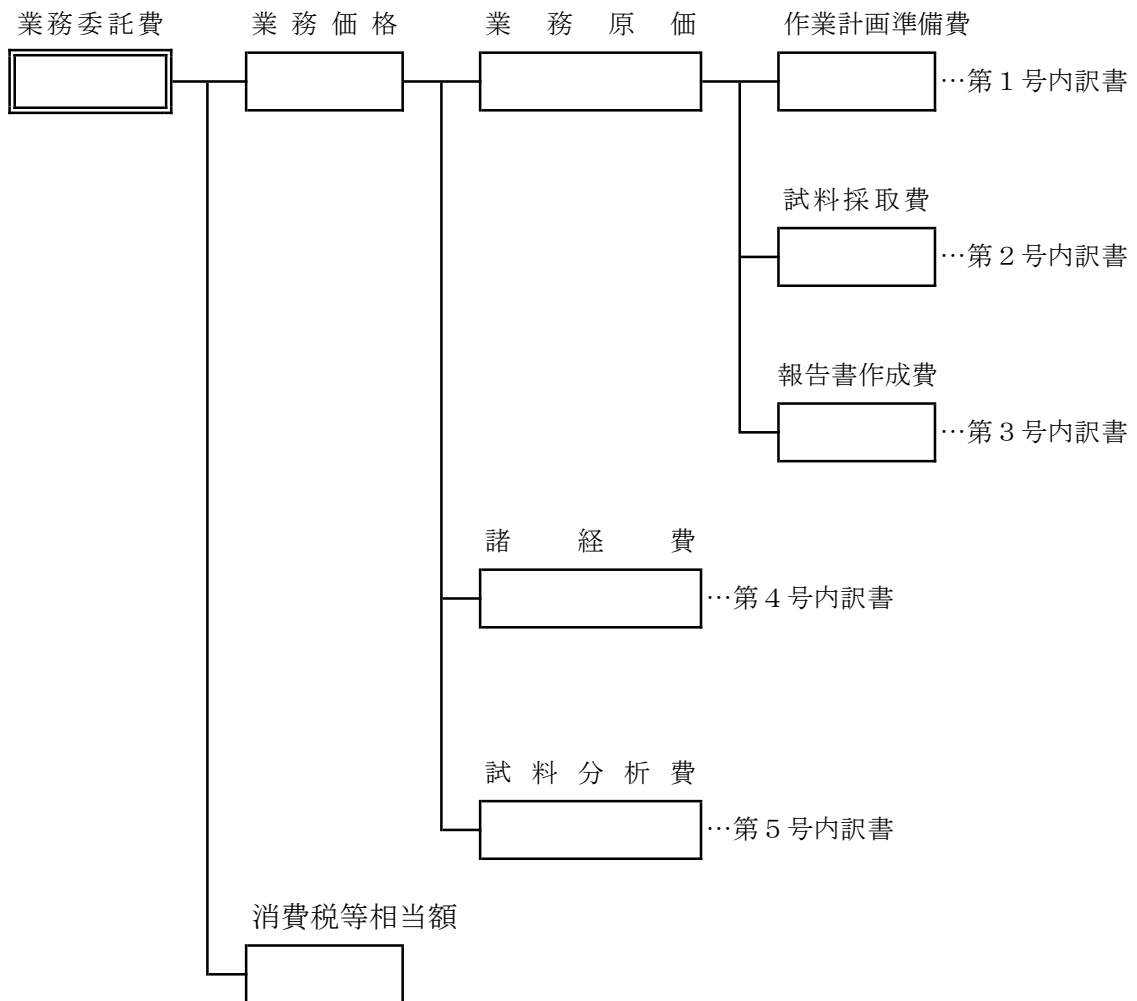 業務委託費 業務価格 業務原価 作業計画準備費
…第１号内訳書
試料採取費
…第２号内訳書
報告書作成費
…第３号内訳書
諸経費
…第４号内訳書
試料分析費
…第５号内訳書
消費税等相当額